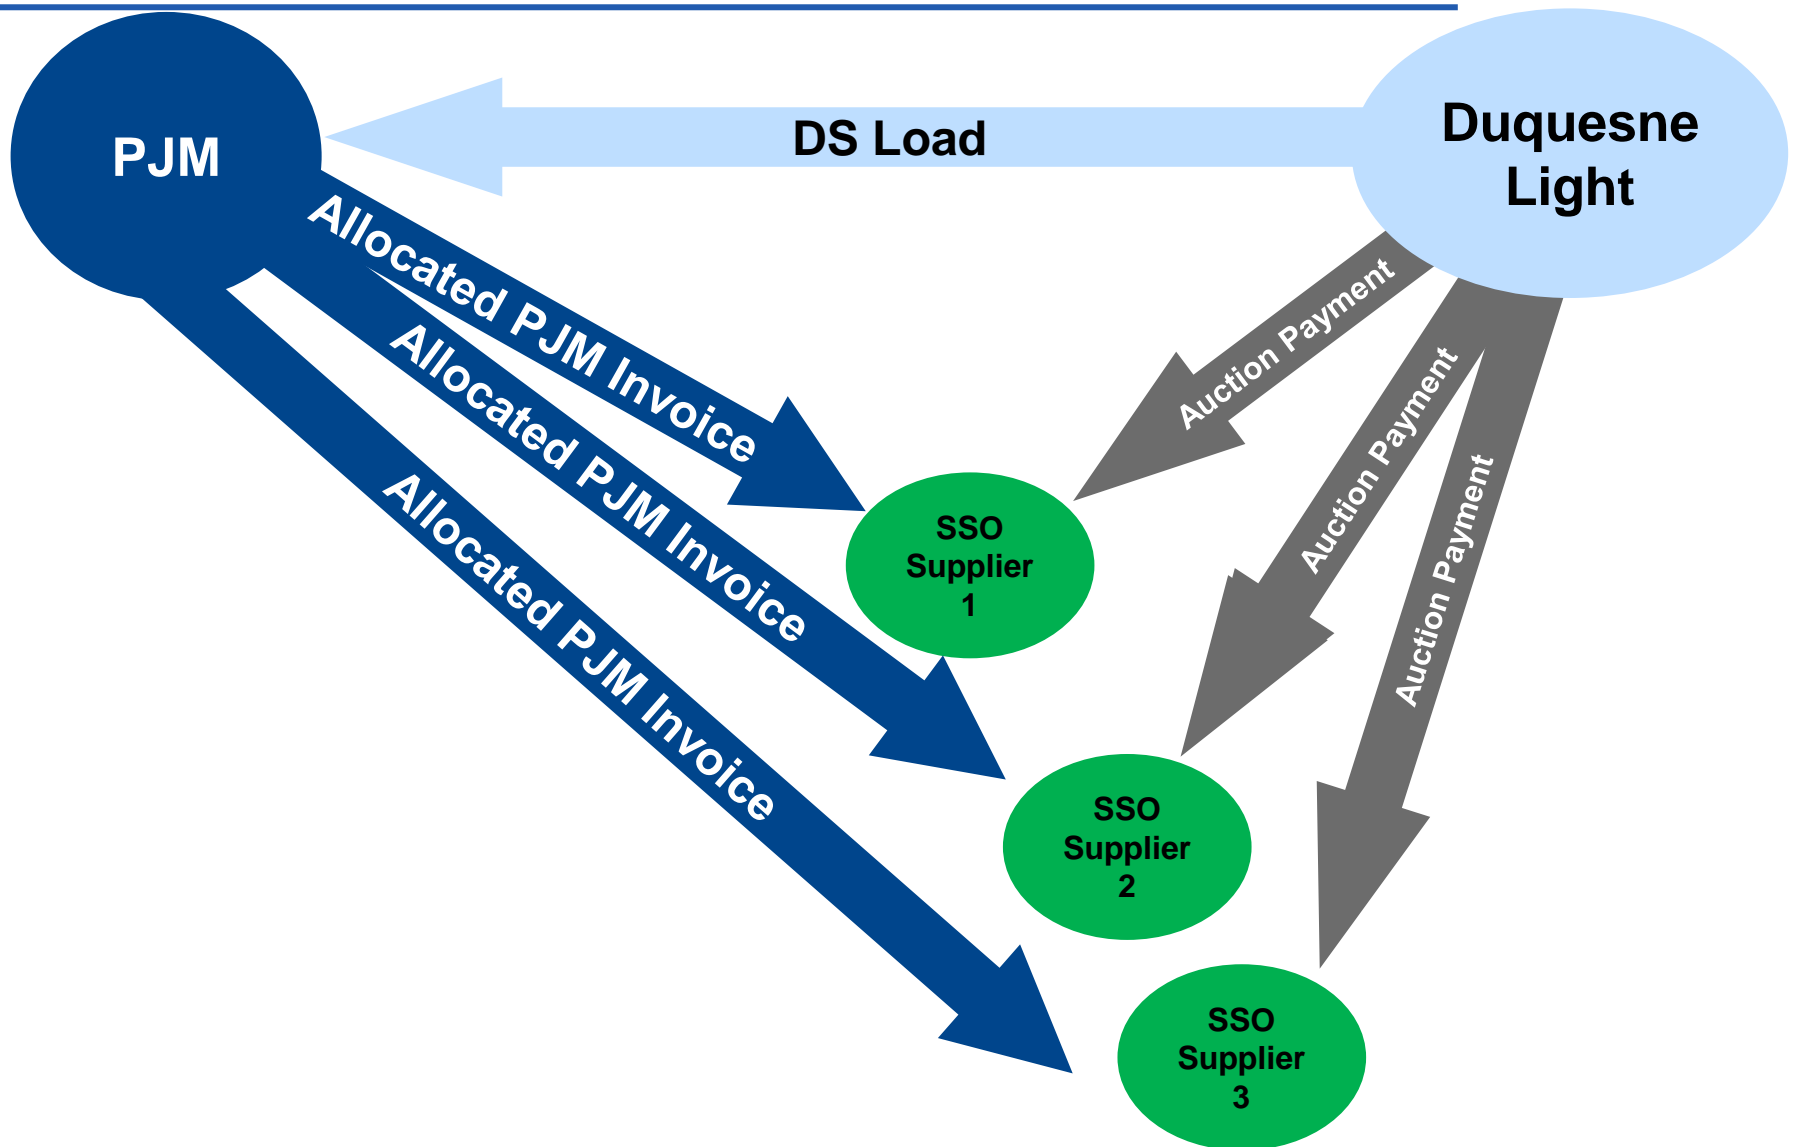 PJM
DS Load
Duquesne
Light
Allocated PJM Invoice
Allocated PJM Invoice
Allocated PJM Invoice
Auction Payment
Auction Payment
Auction Payment
SSO
Supplier
1
SSO
Supplier
2
SSO
Supplier
3